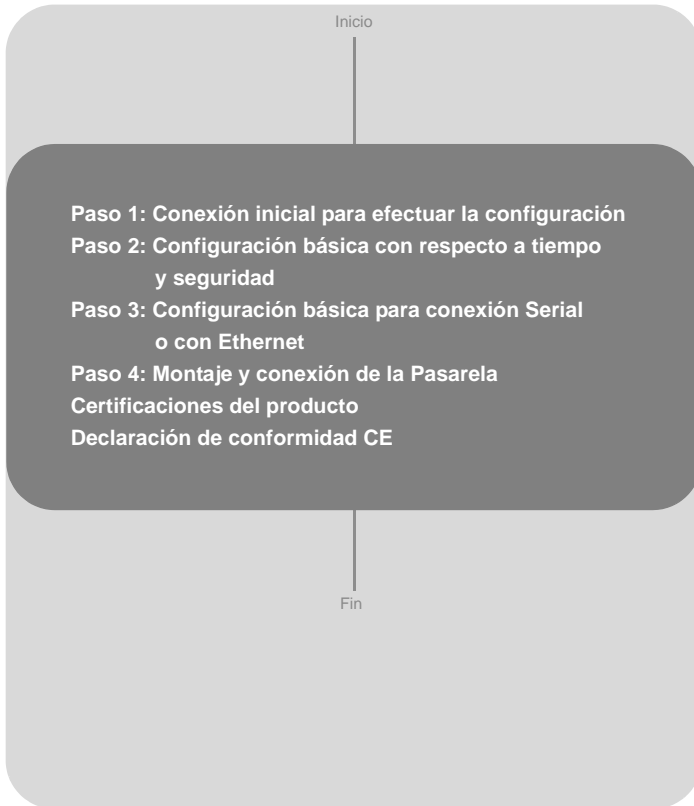 Inicio
Paso 1: Conexión inicial para efectuar la configuración
Paso 2: Configuración básica con respecto a tiempo
y seguridad
Paso 3: Configuración básica para conexión Serial
o con Ethernet
Paso 4: Montaje y conexión de la Pasarela
Certificaciones del producto
Declaración de conformidad CE
Fin